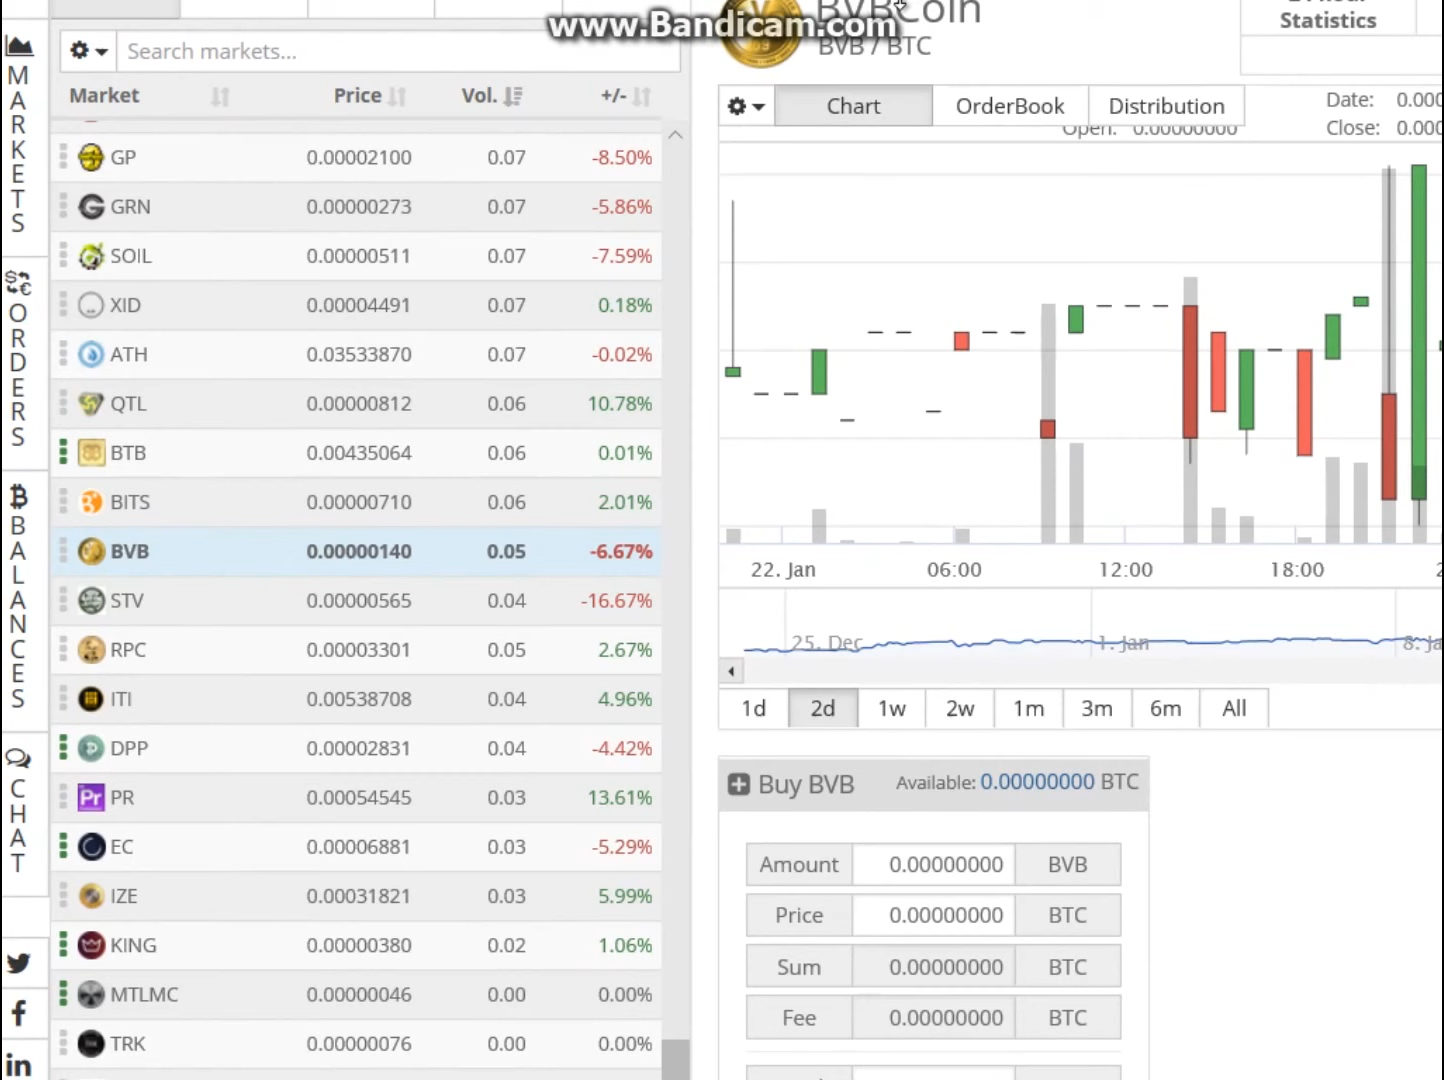 www.Bandicam.com
MARKETS
ORDERS
BALANCES
CHAT
Search markets...
Market Price Vol. +/-
GP 0.00002100 0.07 -8.50%
GRN 0.00000273 0.07 -5.86%
SOIL 0.00000511 0.07 -7.59%
XID 0.00004491 0.07 0.18%
ATH 0.03533870 0.07 -0.02%
QTL 0.00000812 0.06 10.78%
BTB 0.00435064 0.06 0.01%
BITS 0.00000710 0.06 2.01%
BVB 0.00000140 0.05 -6.67%
STV 0.00000565 0.04 -16.67%
RPC 0.00003301 0.05 2.67%
ITI 0.00538708 0.04 4.96%
DPP 0.00002831 0.04 -4.42%
PR 0.00054545 0.03 13.61%
EC 0.00006881 0.03 -5.29%
IZE 0.00031821 0.03 5.99%
KING 0.00000380 0.02 1.06%
MTLMC 0.00000046 0.00 0.00%
TRK 0.00000076 0.00 0.00%
BVBCoin
BVB / BTC
Statistics
Chart OrderBook Distribution
Date: 0.000
Open: 0.00000000 Close: 0.000
22. Jan 06:00 12:00 18:00
25. Dec 1. Jan 8. Ja
1d 2d 1w 2w 1m 3m 6m All
Buy BVB Available: 0.00000000 BTC
Amount 0.00000000 BVB
Price 0.00000000 BTC
Sum 0.00000000 BTC
Fee 0.00000000 BTC